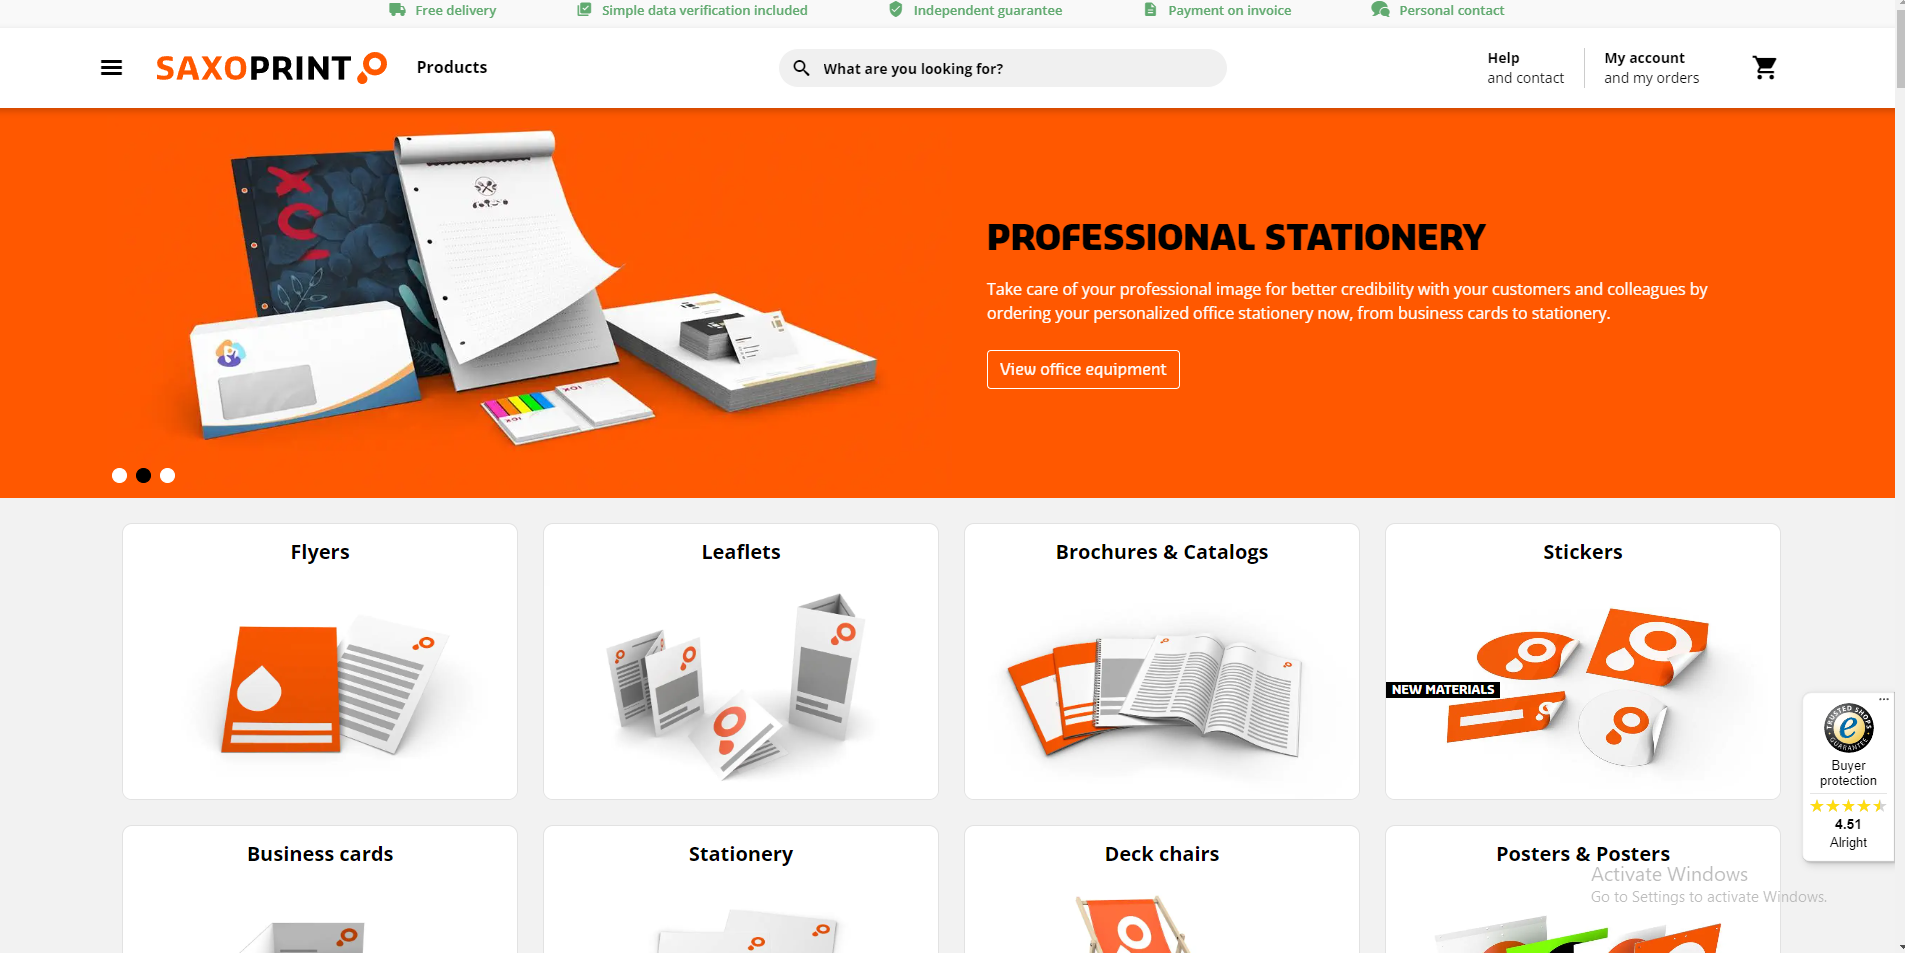 Free delivery
Simple data verification included
Independent guarantee
Payment on invoice
Personal contact
SAXOPRINT
Products
What are you looking for?
Help
and contact
My account
and my orders
PROFESSIONAL STATIONERY
Take care of your professional image for better credibility with your customers and colleagues by
ordering your personalized office stationery now, from business cards to stationery.
View office equipment
Flyers
Leaflets
Brochures & Catalogs
Stickers
NEW MATERIALS
TRUSTED SHOPS
GUARANTEE
Buyer
protection
4.51
Alright
Business cards
Stationery
Deck chairs
Posters & Posters
Activate Windows
Go to Settings to activate Windows.